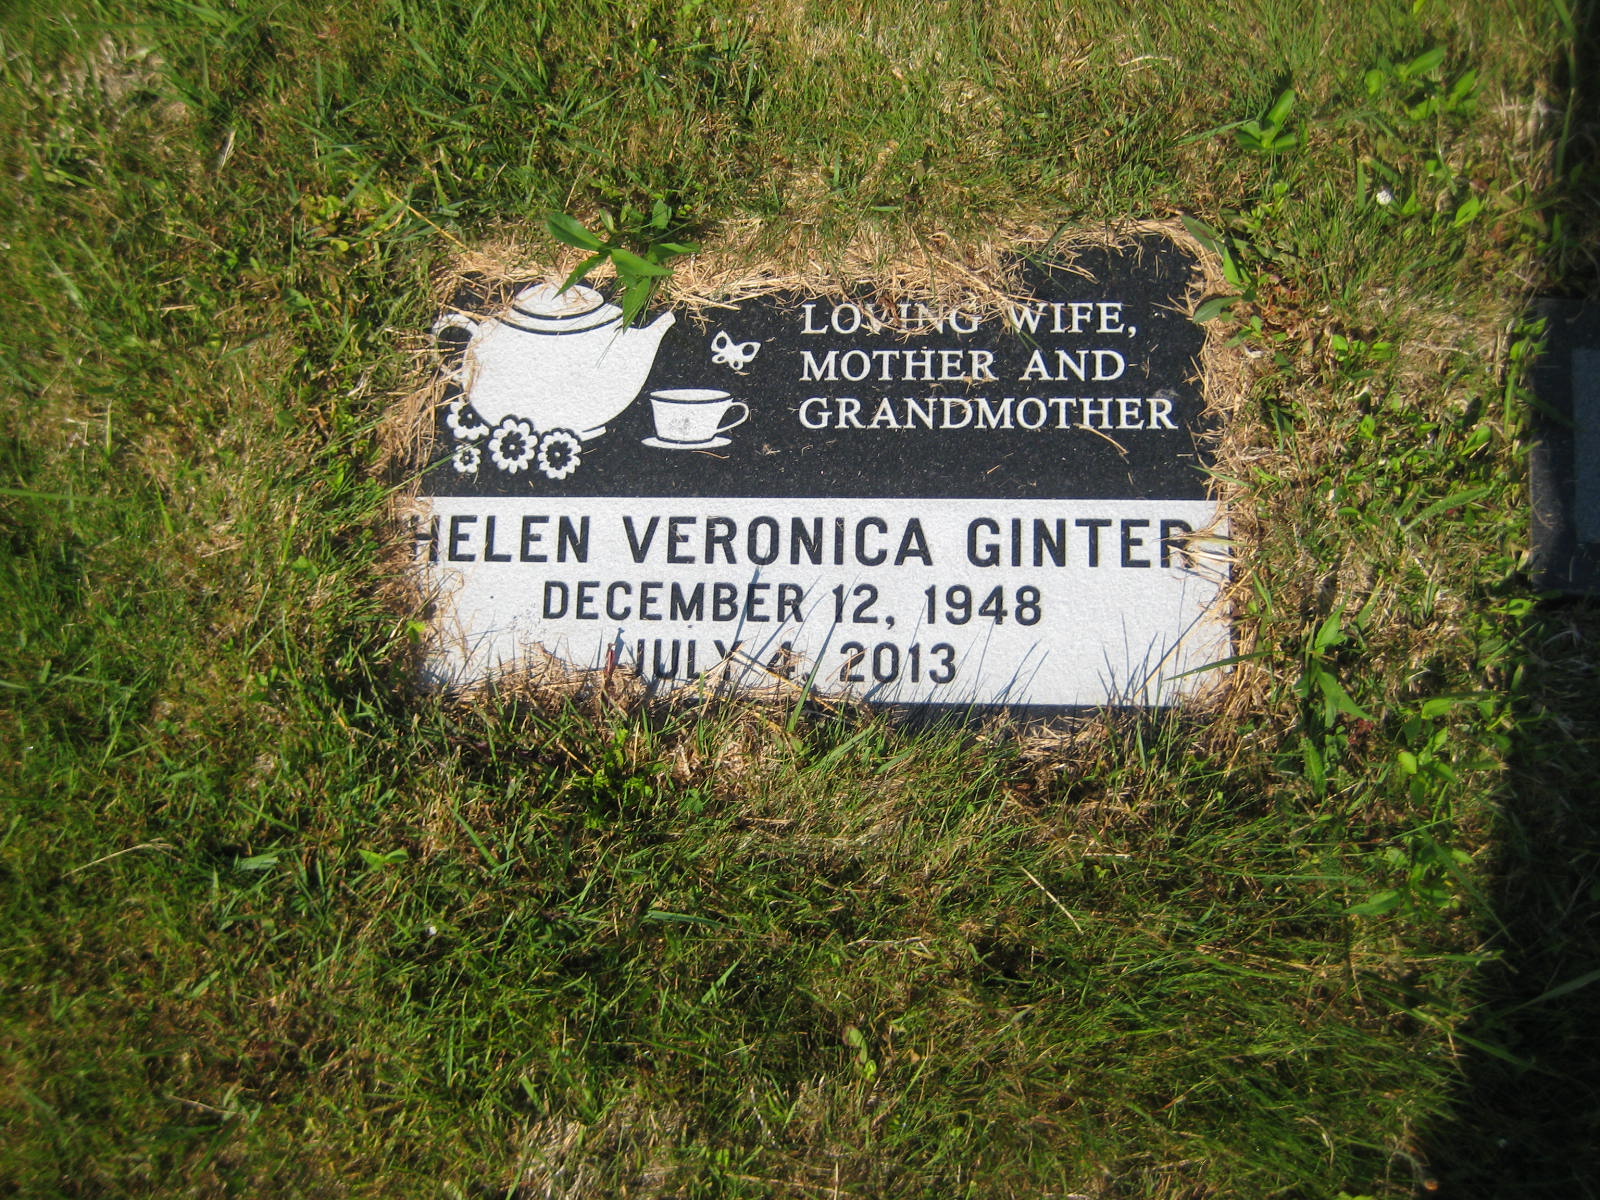 LOVING WIFE,
MOTHER AND
GRANDMOTHER
HELEN VERONICA GINTER
DECEMBER 12, 1948
JULY 4, 2013